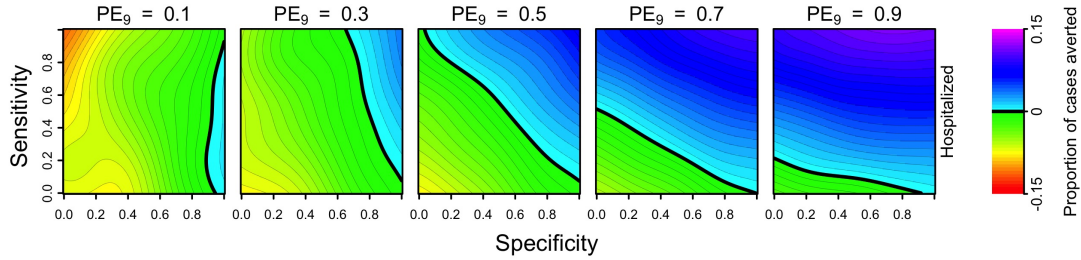 PE9 = 0.1
PE9 = 0.3
PE9 = 0.5
PE9 = 0.7
PE9 = 0.9
Sensitivity
0.0 0.2 0.4 0.6 0.8
0.0 0.2 0.4 0.6 0.8
0.0 0.2 0.4 0.6 0.8
0.0 0.2 0.4 0.6 0.8
0.0 0.2 0.4 0.6 0.8
0.0 0.2 0.4 0.6 0.8
Specificity
Hospitalized
-0.15 0 0.15
Proportion of cases averted